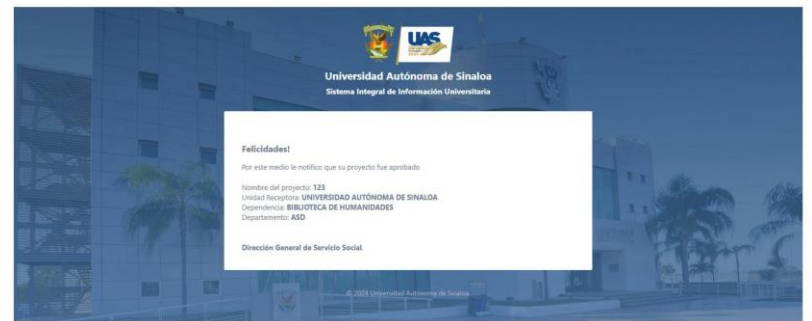 UAS
Universidad Autónoma de Sinaloa
Sistema Integral de Información Universitaria
Felicidades!
Por este medio le notifico que su proyecto fue aprobado
Nombre del proyecto: 123
Unidad Receptora: UNIVERSIDAD AUTÓNOMA DE SINALOA
Dependencia: BIBLIOTECA DE HUMANIDADES
Departamento: ASD
Dirección General de Servicio Social.
© 2024 Universidad Autónoma de Sinaloa